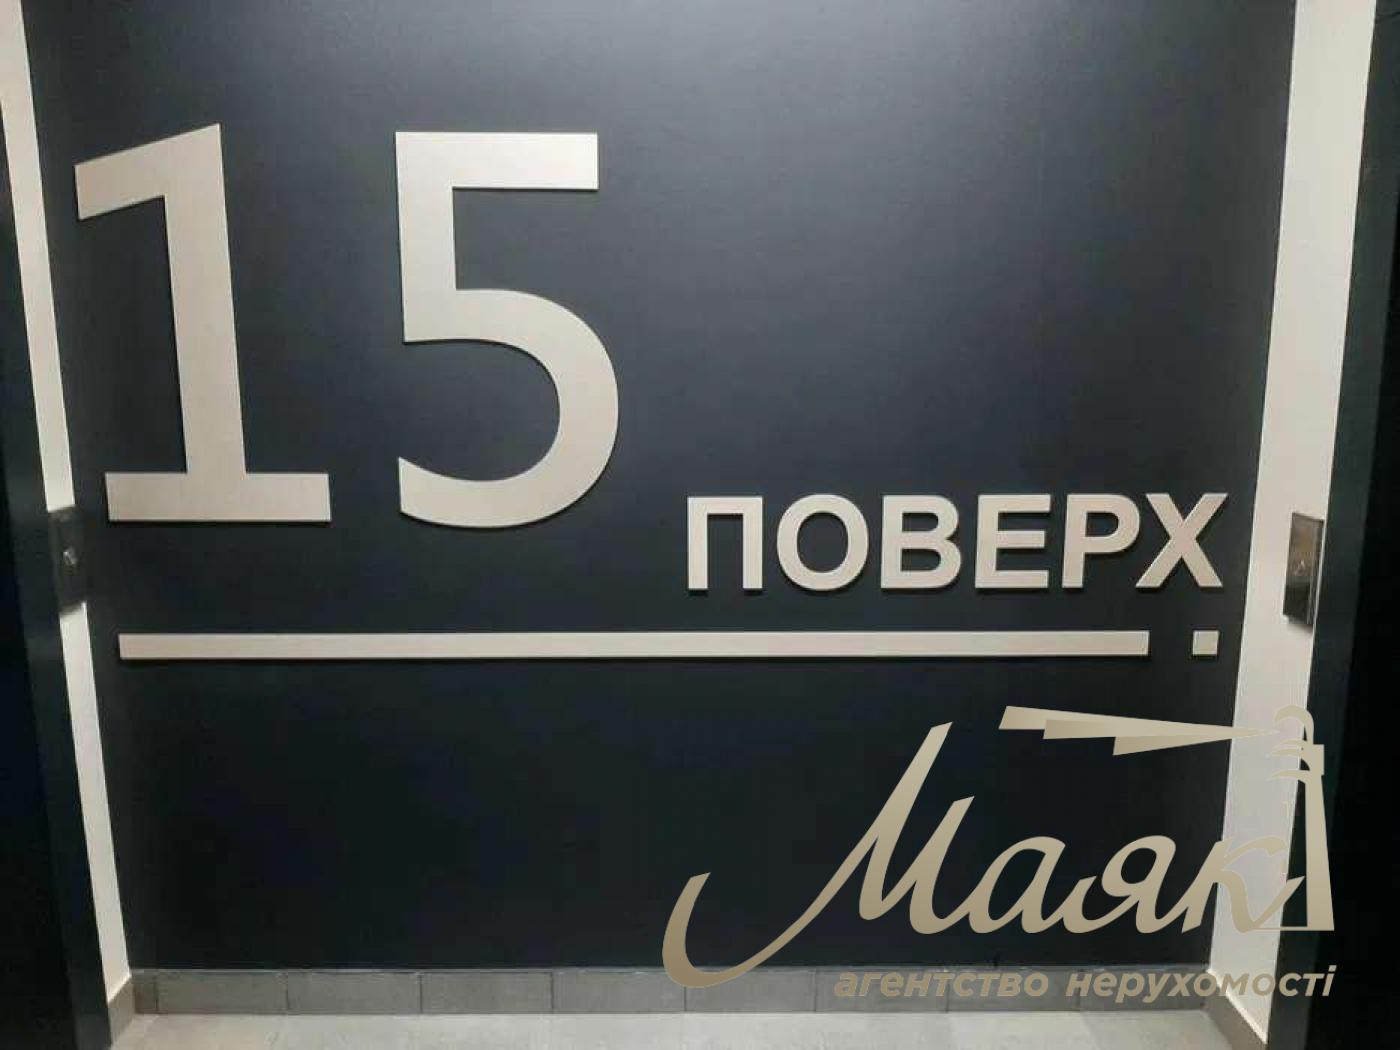 15
ПОВЕРХ
Маяк
агентство нерухомості